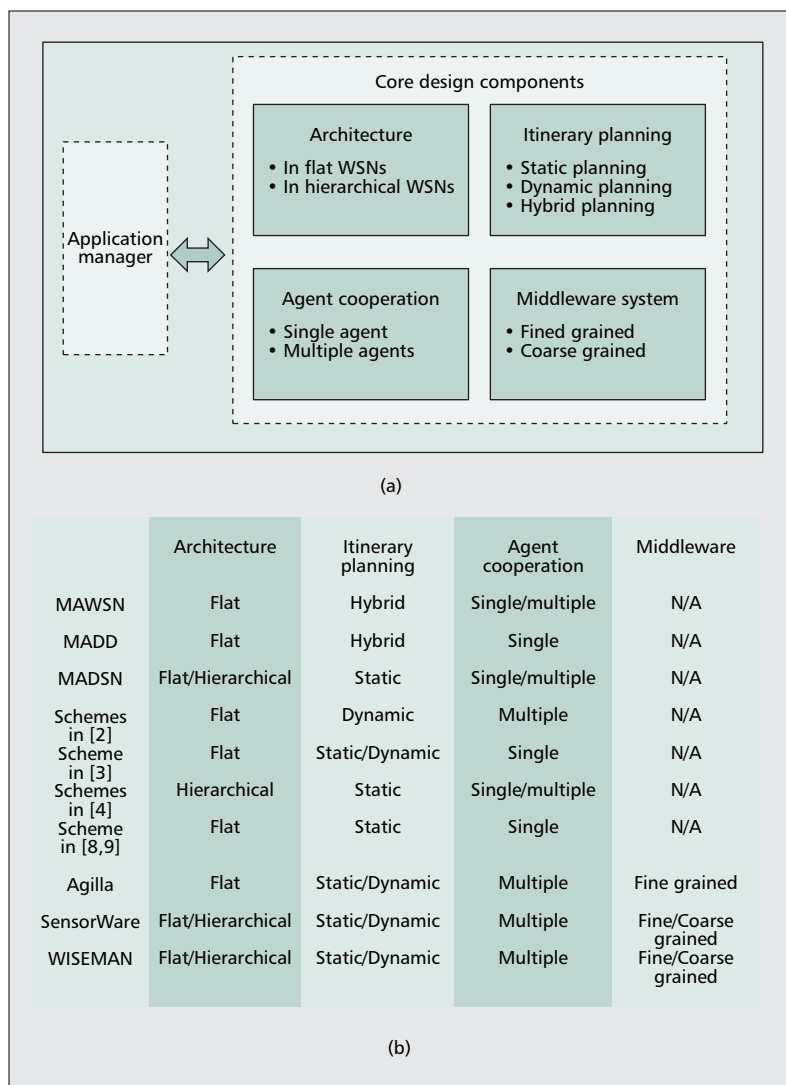 Core design components
Architecture
• In flat WSNs
• In hierarchical WSNs
Itinerary planning
• Static planning
• Dynamic planning
• Hybrid planning
Application
manager
Agent cooperation
• Single agent
• Multiple agents
Middleware system
• Fined grained
• Coarse grained
(a)
Architecture Itinerary planning Agent cooperation Middleware
MAWSN Flat Hybrid Single/multiple N/A
MADD Flat Hybrid Single N/A
MADSN Flat/Hierarchical Static Single/multiple N/A
Schemes in [2] Flat Dynamic Multiple N/A
Scheme in [3] Flat Static/Dynamic Single N/A
Schemes in [4] Hierarchical Static Single/multiple N/A
Scheme in [8,9] Flat Static Single N/A
Agilla Flat Static/Dynamic Multiple Fine grained
SensorWare Flat/Hierarchical Static/Dynamic Multiple Fine/Coarse grained
WISEMAN Flat/Hierarchical Static/Dynamic Multiple Fine/Coarse grained
(b)